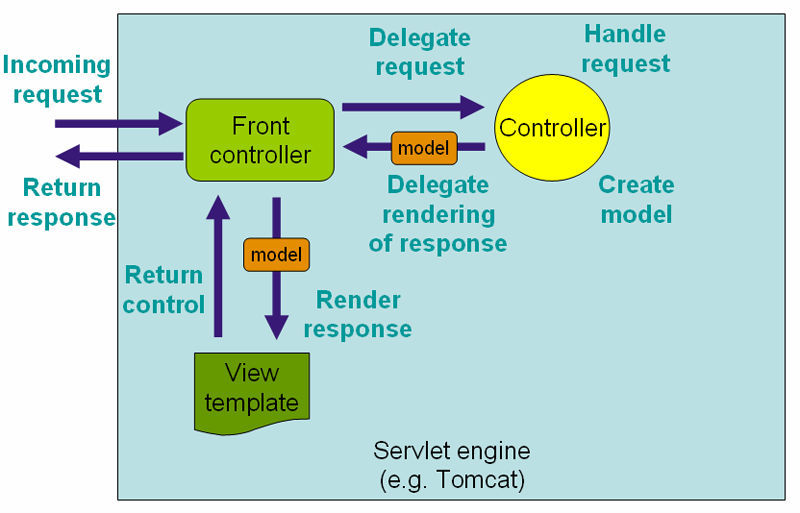 Incoming
request
Return
response
Front
controller
Delegate
request
Handle
request
Controller
model
Delegate
rendering
of response
Create
model
model
Return
control
Render
response
View
template
Servlet engine
(e.g. Tomcat)